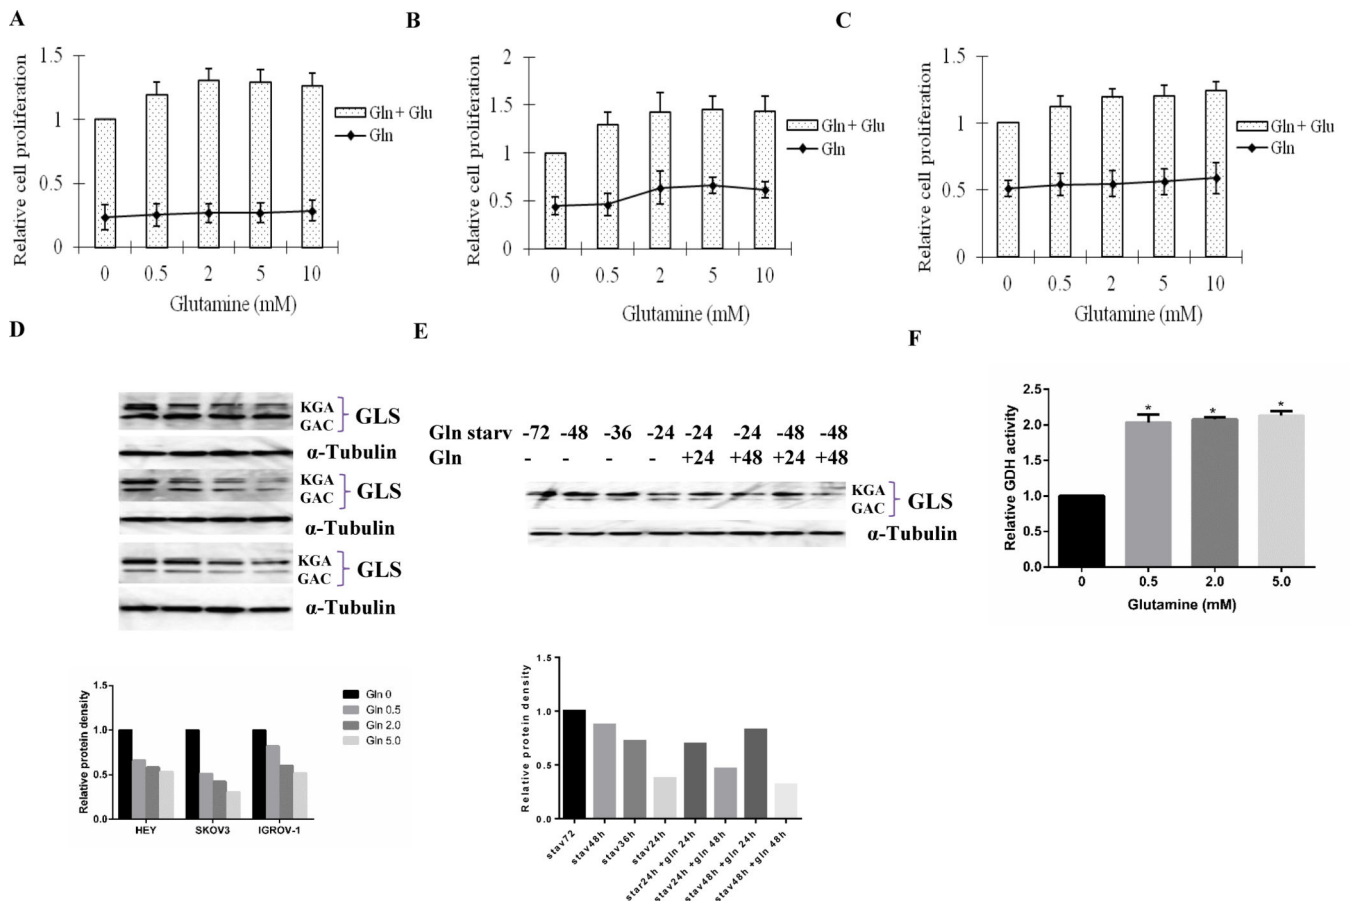 A
Relative cell proliferation
1.5
1
0.5
0
0 0.5 2 5 10
Glutamine (mM)
Gln + Glu
Gln
B
Relative cell proliferation
2
1.5
1
0.5
0
0 0.5 2 5 10
Glutamine (mM)
Gln + Glu
Gln
C
Relative cell proliferation
1.5
1
0.5
0
0 0.5 2 5 10
Glutamine (mM)
Gln + Glu
Gln
D
KGA
GAC
GLS
α-Tubulin
KGA
GAC
GLS
α-Tubulin
KGA
GAC
GLS
α-Tubulin
Relative protein density
1.5
1.0
0.5
0.0
HEY SKOV3 IGROV-1
Gln 0
Gln 0.5
Gln 2.0
Gln 5.0
E
Gln starv -72 -48 -36 -24 -24 -24 -48 -48
Gln - - - - +24 +48 +24 +48
KGA
GAC
GLS
α-Tubulin
Relative protein density
1.5
1.0
0.5
0.0
stav72
stav48h
stav36h
stav24h
star24h +gln 24h
stav24h +gln 48h
stav48h +gln 24h
stav48h +gln 48h
F
Relative GDH activity
2.5
2.0
1.5
1.0
0.5
0.0
* * *
0 0.5 2.0 5.0
Glutamine (mM)